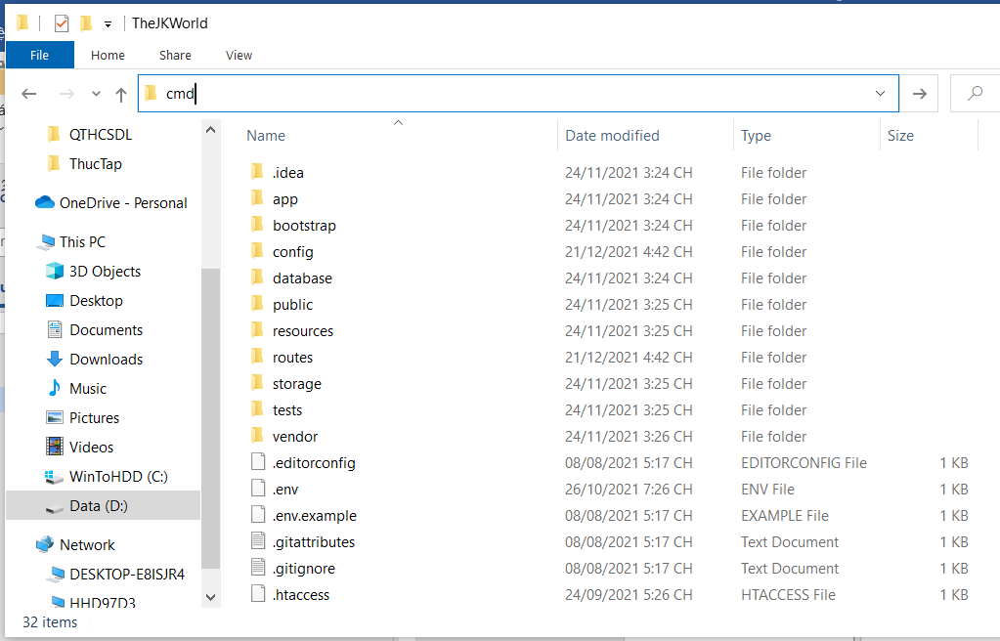 TheJKWorld
File Home Share View
cmd
QTHCSDL
ThucTap
OneDrive - Personal
This PC
3D Objects
Desktop
Documents
Downloads
Music
Pictures
Videos
WinToHDD (C:)
Data (D:)
Network
DESKTOP-E8ISJR4
HHD97D3
Name Date modified Type Size
.idea 24/11/2021 3:24 CH File folder
app 24/11/2021 3:24 CH File folder
bootstrap 24/11/2021 3:24 CH File folder
config 21/12/2021 4:42 CH File folder
database 24/11/2021 3:24 CH File folder
public 24/11/2021 3:25 CH File folder
resources 24/11/2021 3:25 CH File folder
routes 21/12/2021 4:42 CH File folder
storage 24/11/2021 3:25 CH File folder
tests 24/11/2021 3:25 CH File folder
vendor 24/11/2021 3:26 CH File folder
.editorconfig 08/08/2021 5:17 CH EDITORCONFIG File 1 KB
.env 26/10/2021 7:26 CH ENV File 1 KB
.env.example 08/08/2021 5:17 CH EXAMPLE File 1 KB
.gitattributes 08/08/2021 5:17 CH Text Document 1 KB
.gitignore 08/08/2021 5:17 CH Text Document 1 KB
.htaccess 24/09/2021 5:26 CH HTACCESS File 1 KB
32 items